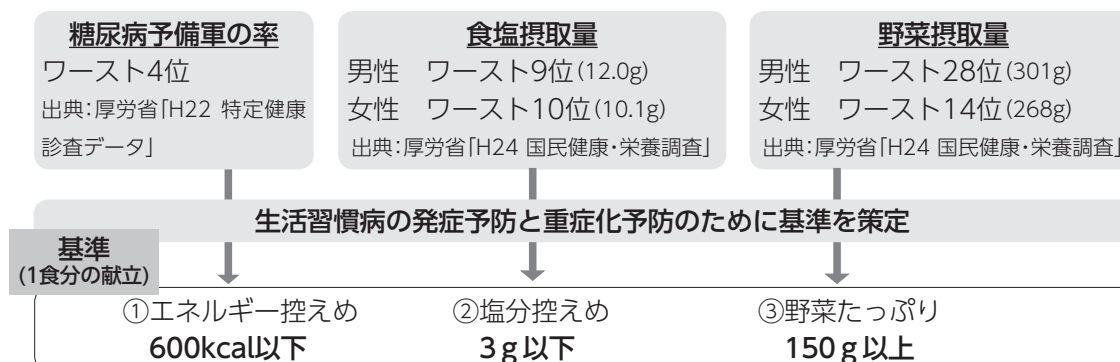 糖尿病予備軍の率
ワースト4位
出典:厚労省「H22 特定健康
診査データ」
食塩摂取量
男性 ワースト9位(12.0g)
女性 ワースト10位(10.1g)
出典:厚労省「H24 国民健康・栄養調査」
野菜摂取量
男性 ワースト28位(301g)
女性 ワースト14位(268g)
出典:厚労省「H24 国民健康・栄養調査」
生活習慣病の発症予防と重症化予防のために基準を策定
基準
(1食分の献立)
①エネルギー控えめ
600kcal以下
②塩分控えめ
3g以下
③野菜たっぷり
150g以上